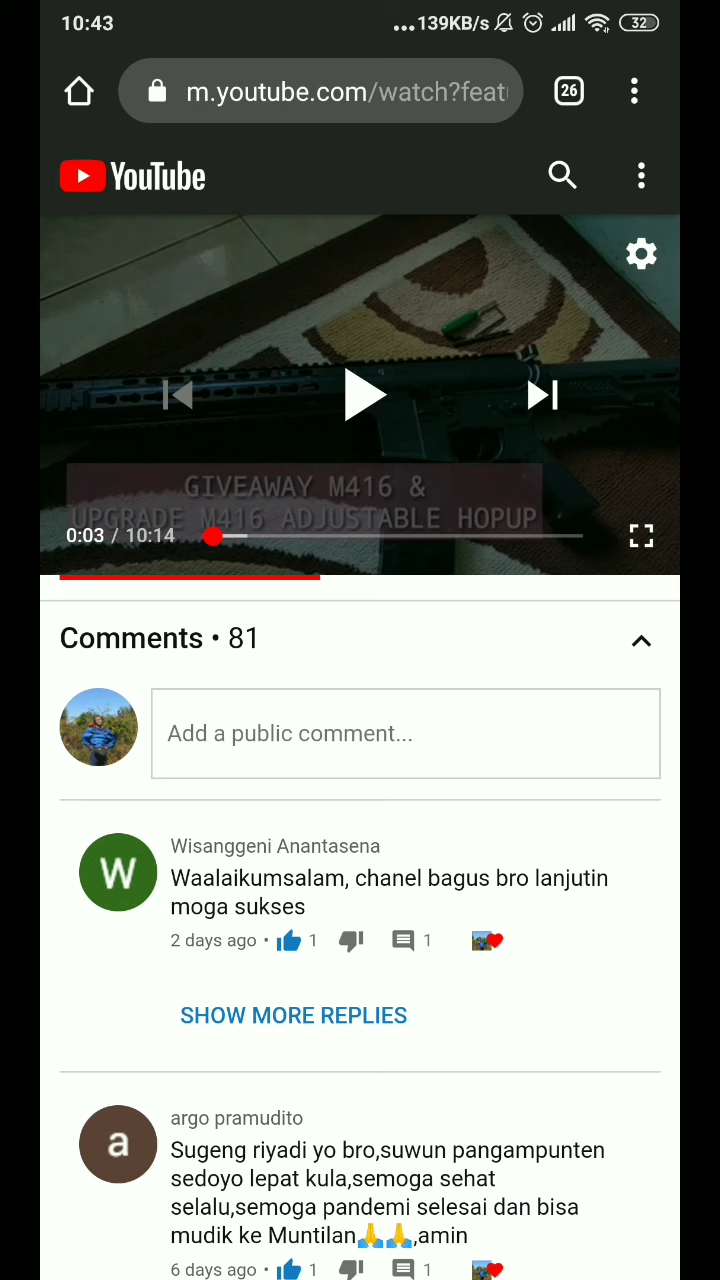 10:43
...139KB/s
32
m.youtube.com/watch?feat
26
YouTube
GIVEAWAY M416 &
UPGRADE M416 ADJUSTABLE HOPUP
0:03 / 10:14
Comments • 81
Add a public comment...
W
Wisanggeni Anantasena
Waalaikumsalam, chanel bagus bro lanjutin
moga sukses
2 days ago • 1 1
SHOW MORE REPLIES
a
argo pramudito
Sugeng riyadi yo bro,suwun pangampunten
sedoyo lepat kula,semoga sehat
selalu,semoga pandemi selesai dan bisa
mudik ke Muntilan🙏🙏,amin
6 days ago • 1 1